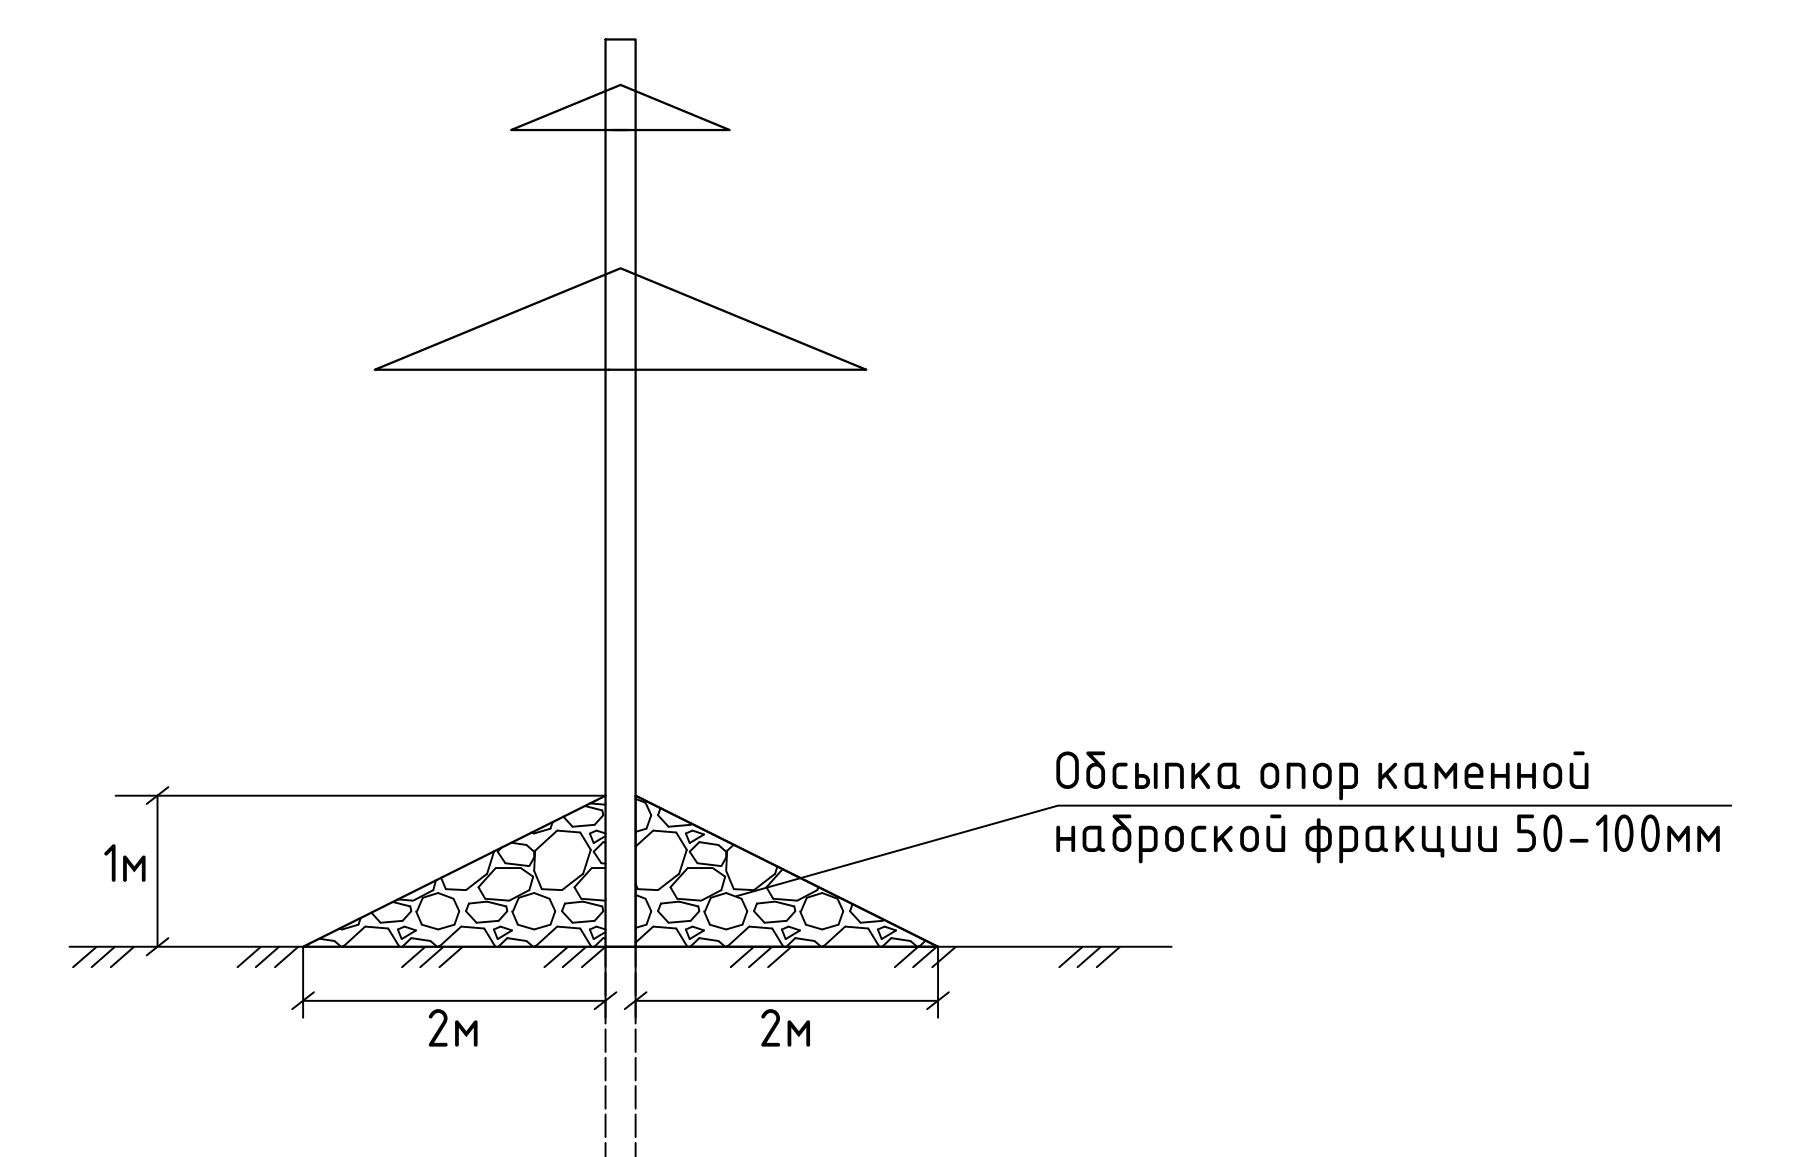 Обсыпка опор каменной
наброской фракции 50-100мм
1м
2м
2м